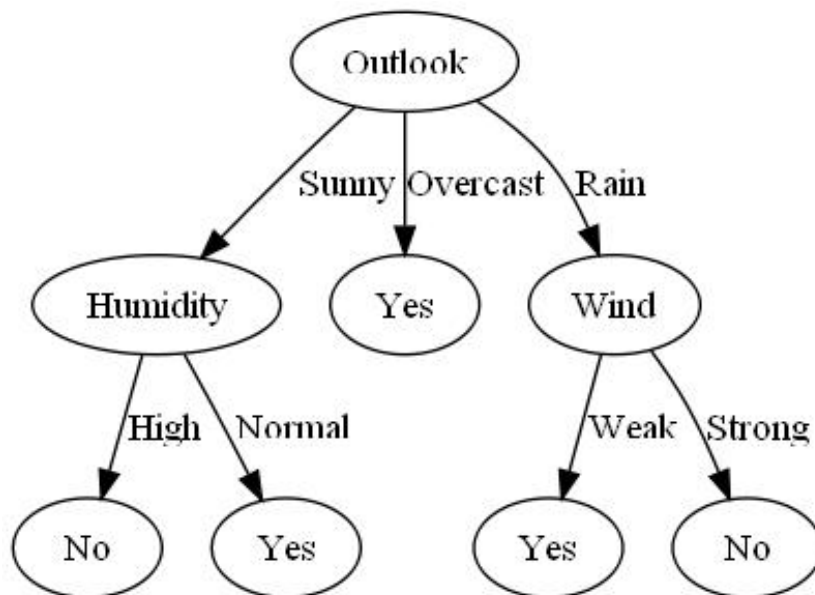 Outlook
Sunny Overcast Rain
Humidity Yes Wind
High Normal Weak Strong
No Yes Yes No